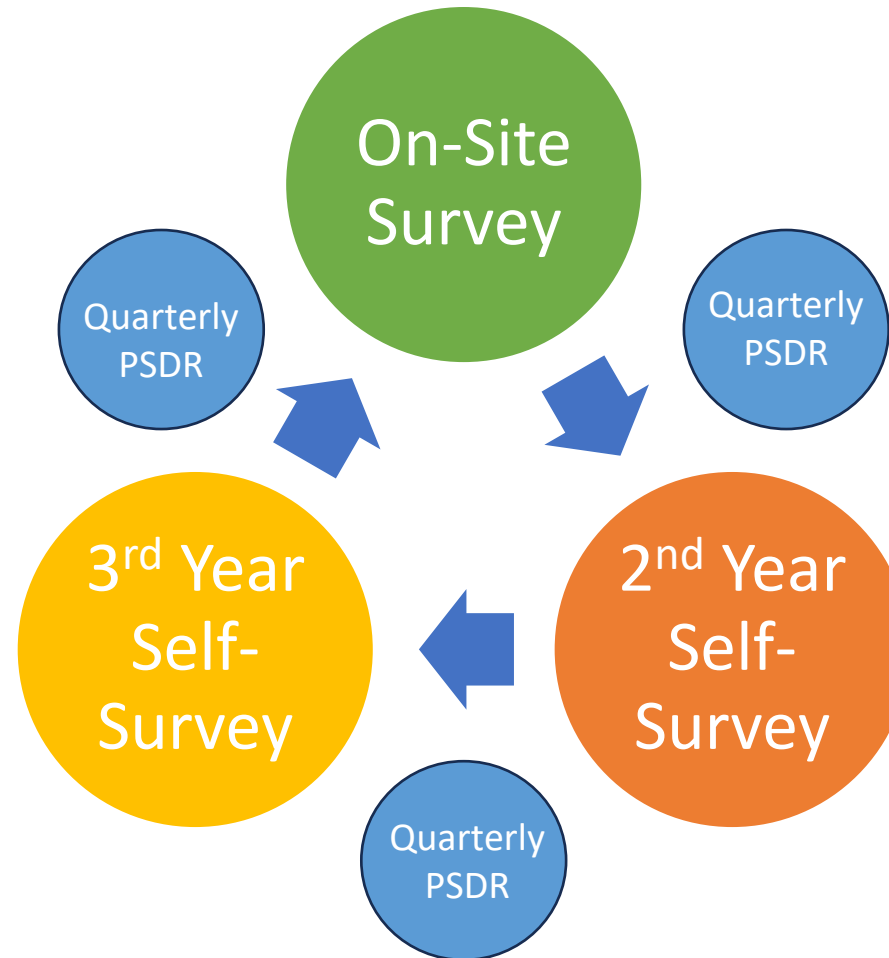 On-Site
Survey
Quarterly
PSDR
Quarterly
PSDR
3rd Year
Self-
Survey
2nd Year
Self-
Survey
Quarterly
PSDR